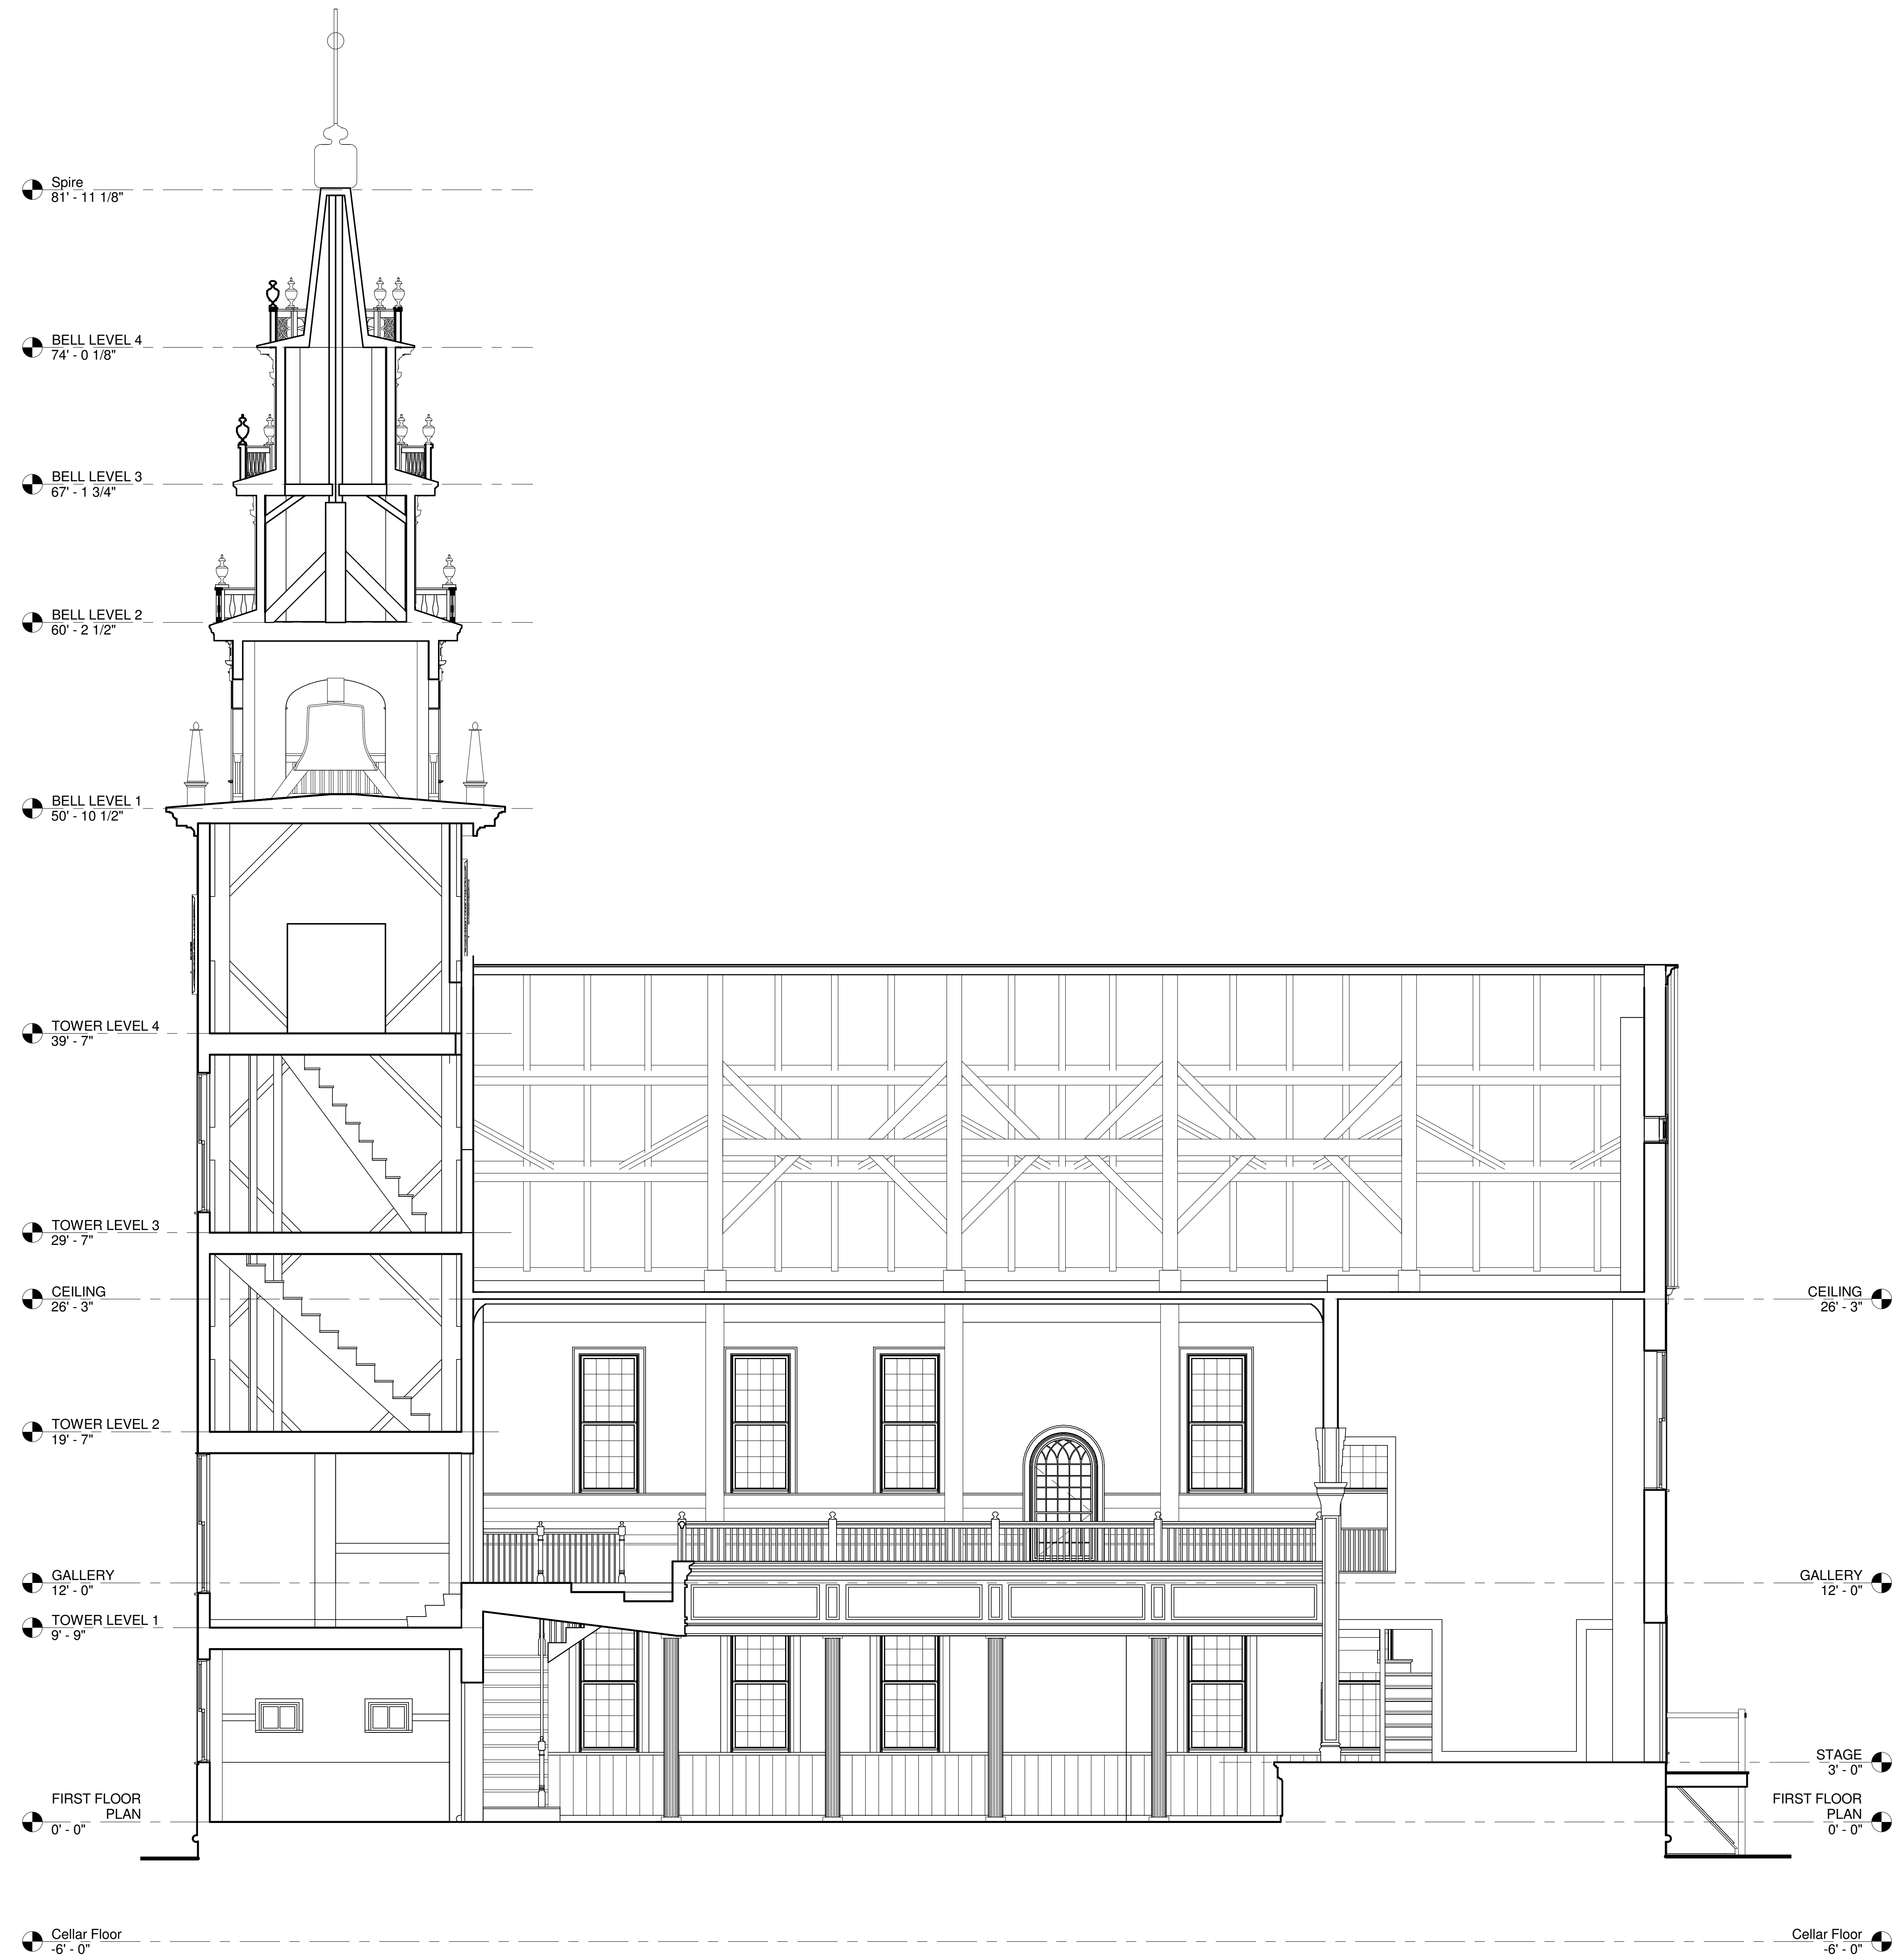 Spire
81' - 11 1/8"
BELL LEVEL 4
74' - 0 1/8"
BELL LEVEL 3
67' - 1 3/4"
BELL LEVEL 2
60' - 2 1/2"
BELL LEVEL 1
50' - 10 1/2"
TOWER LEVEL 4
39' - 7"
TOWER LEVEL 3
29' - 7"
CEILING
26' - 3"
TOWER LEVEL 2
19' - 7"
GALLERY
12' - 0"
TOWER LEVEL 1
9' - 9"
FIRST FLOOR
PLAN
0' - 0"
Cellar Floor
-6' - 0"
CEILING
26' - 3"
GALLERY
12' - 0"
STAGE
3' - 0"
FIRST FLOOR
PLAN
0' - 0"
Cellar Floor
-6' - 0"